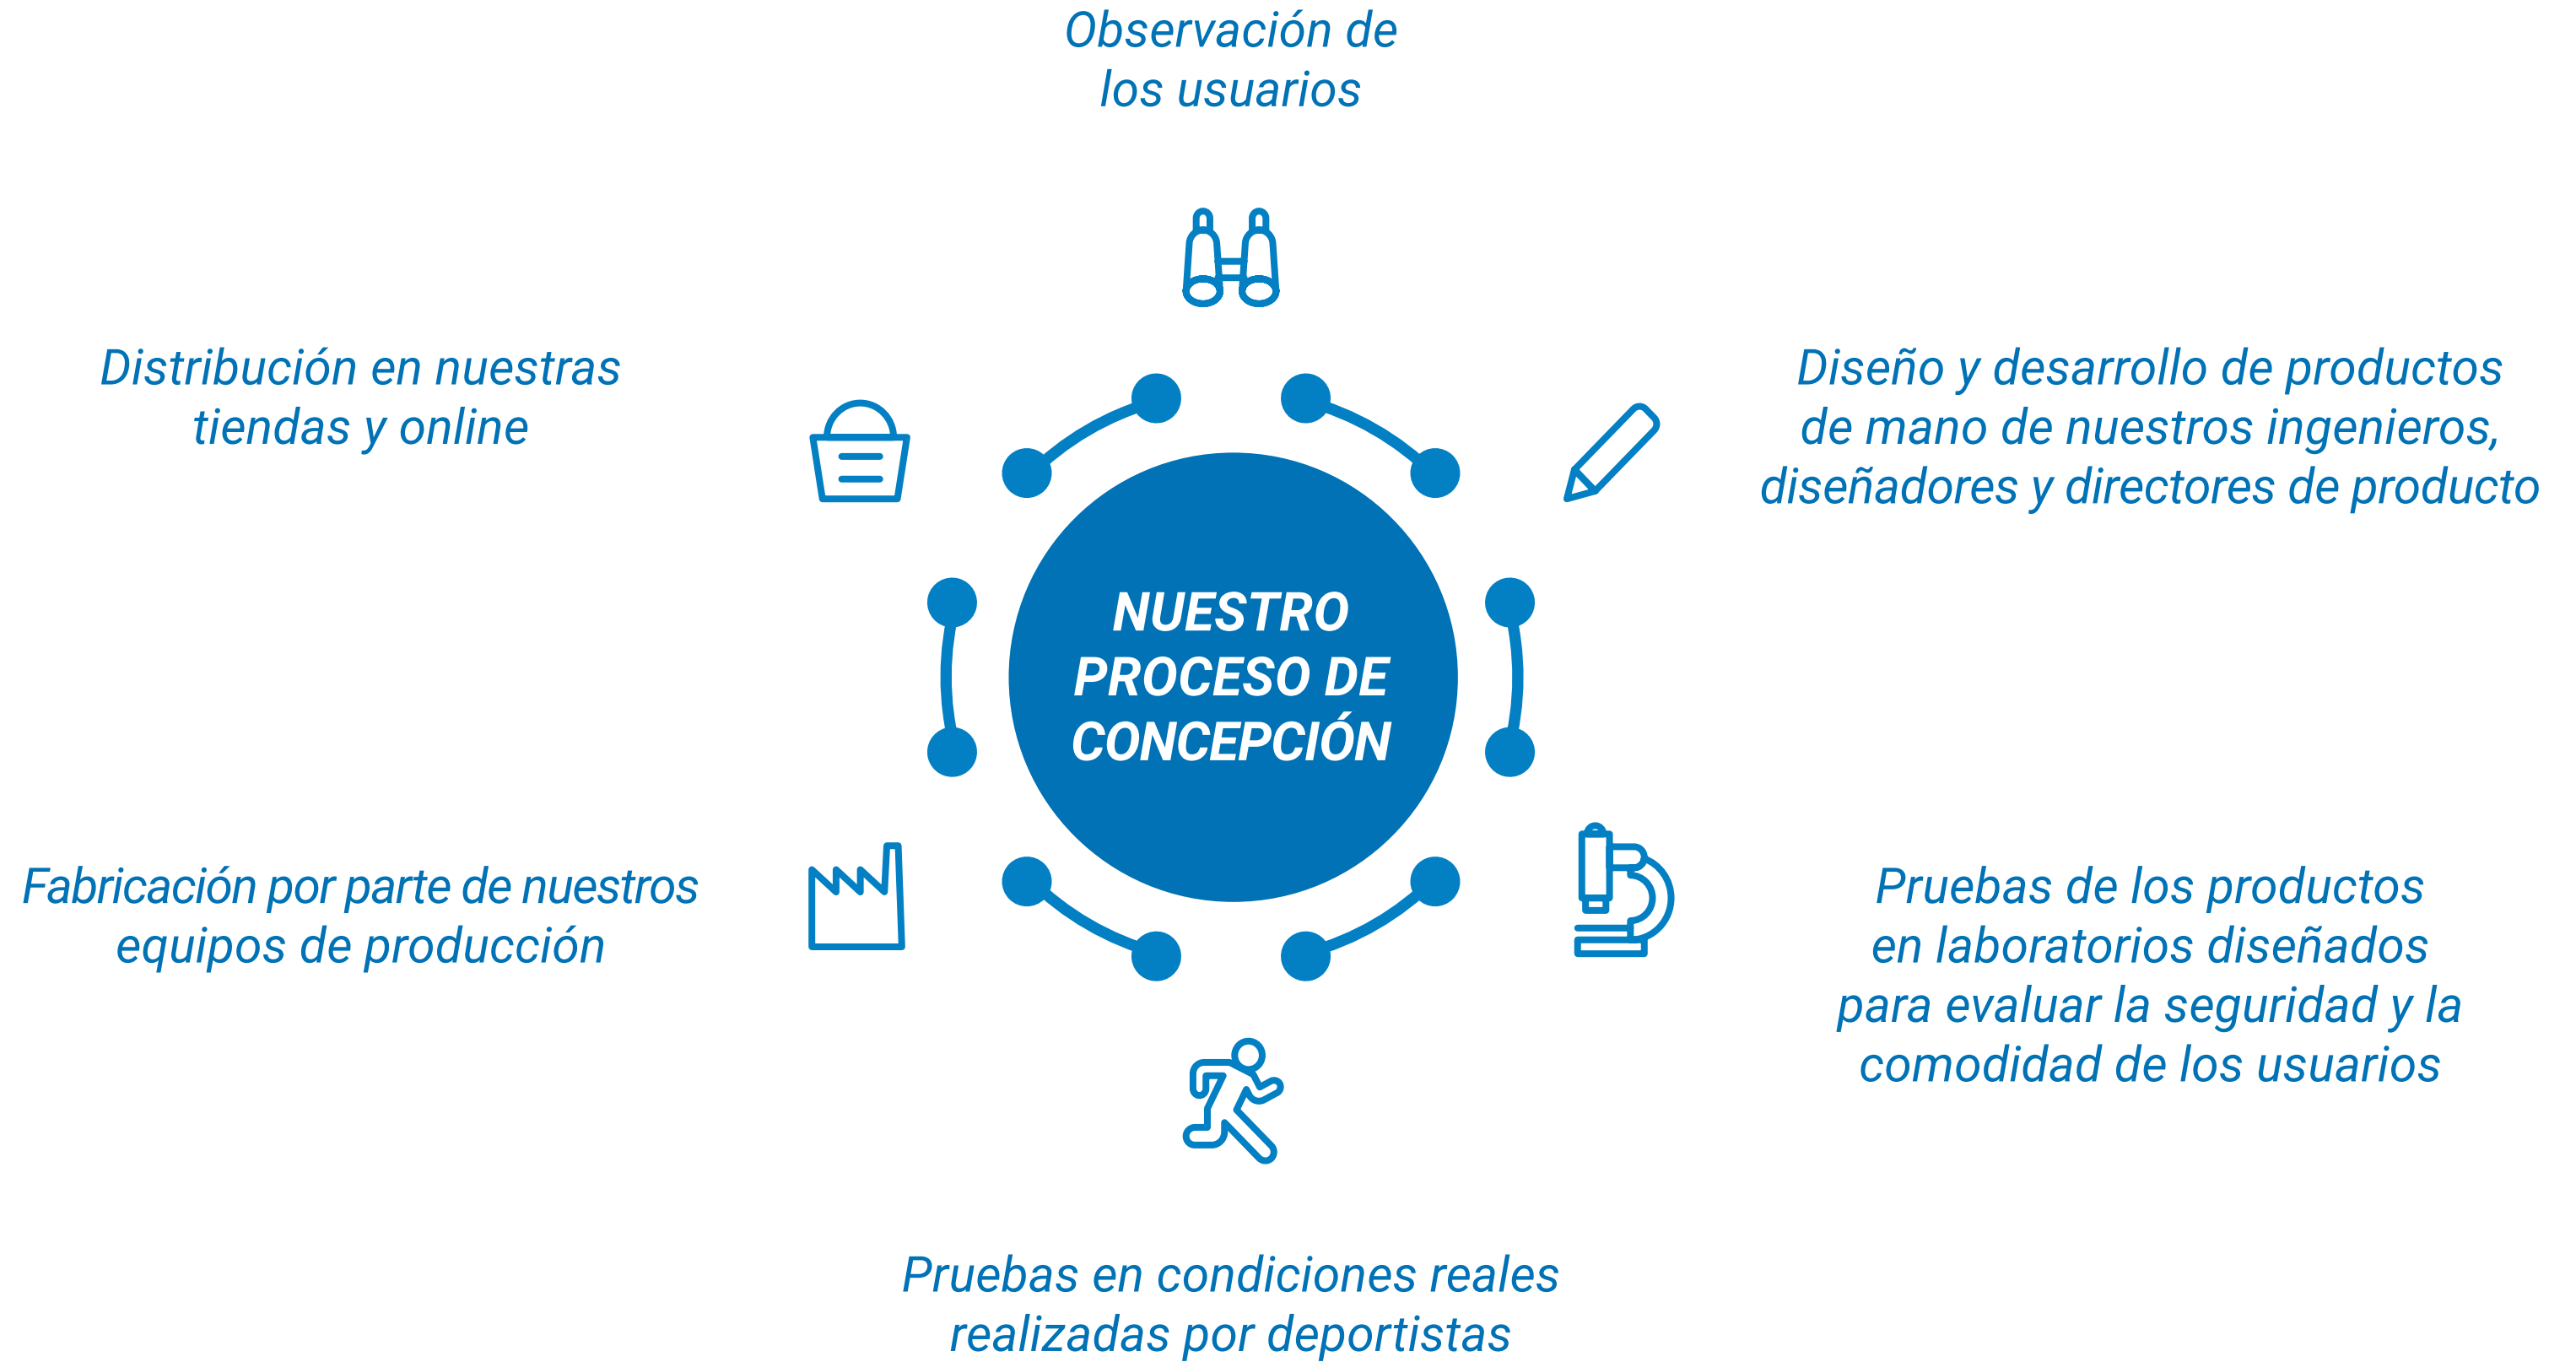 Observación de
los usuarios
Diseño y desarrollo de productos
de mano de nuestros ingenieros,
diseñadores y directores de producto
Pruebas de los productos
en laboratorios diseñados
para evaluar la seguridad y la
comodidad de los usuarios
Pruebas en condiciones reales
realizadas por deportistas
Fabricación por parte de nuestros
equipos de producción
Distribución en nuestras
tiendas y online
NUESTRO
PROCESO DE
CONCEPCIÓN